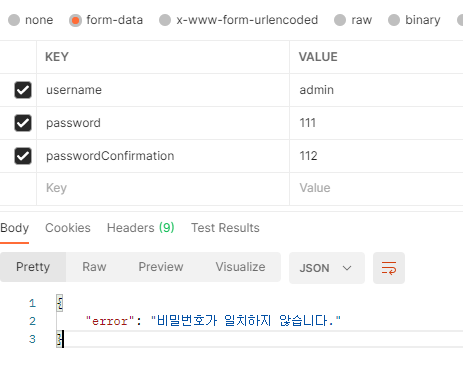 none form-data x-www-form-urlencoded raw binary
KEY VALUE
username admin
password 111
passwordConfirmation 112
Key Value
Body Cookies Headers (9) Test Results
Pretty Raw Preview Visualize JSON
1 {
2 "error": "비밀번호가 일치하지 않습니다."
3 }